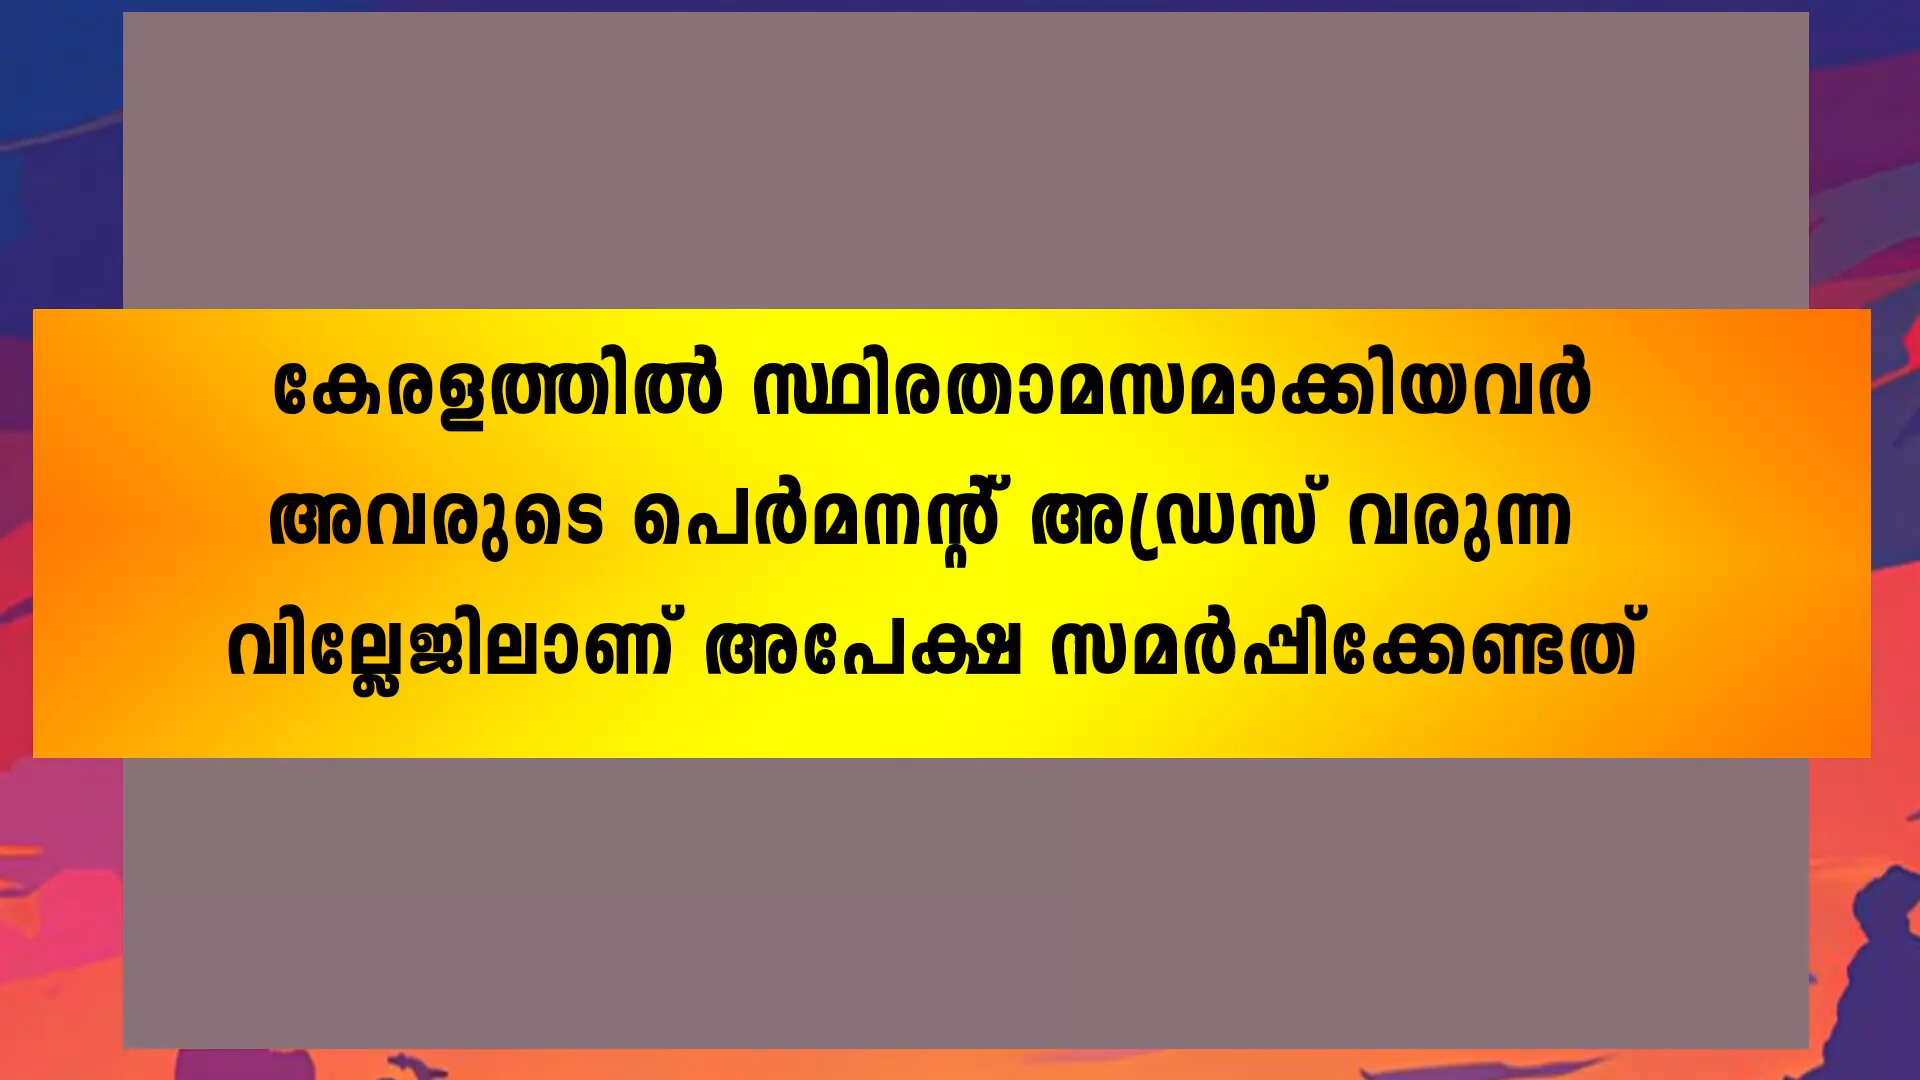 കേരളത്തിൽ സ്ഥിരതാമസമാക്കിയവർ
അവരുടെ പെർമനന്റ് അഡ്രസ് വരുന്ന
വില്ലേജിലാണ് അപേക്ഷ സമർപ്പിക്കേണ്ടത്